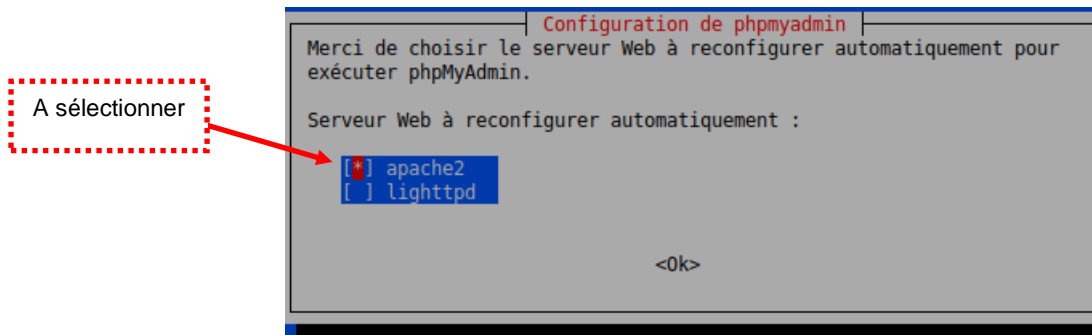 Configuration de phpmyadmin
Merci de choisir le serveur Web à reconfigurer automatiquement pour
exécuter phpMyAdmin.
Serveur Web à reconfigurer automatiquement :
A sélectionner
[*] apache2
[ ] lighttpd
<Ok>